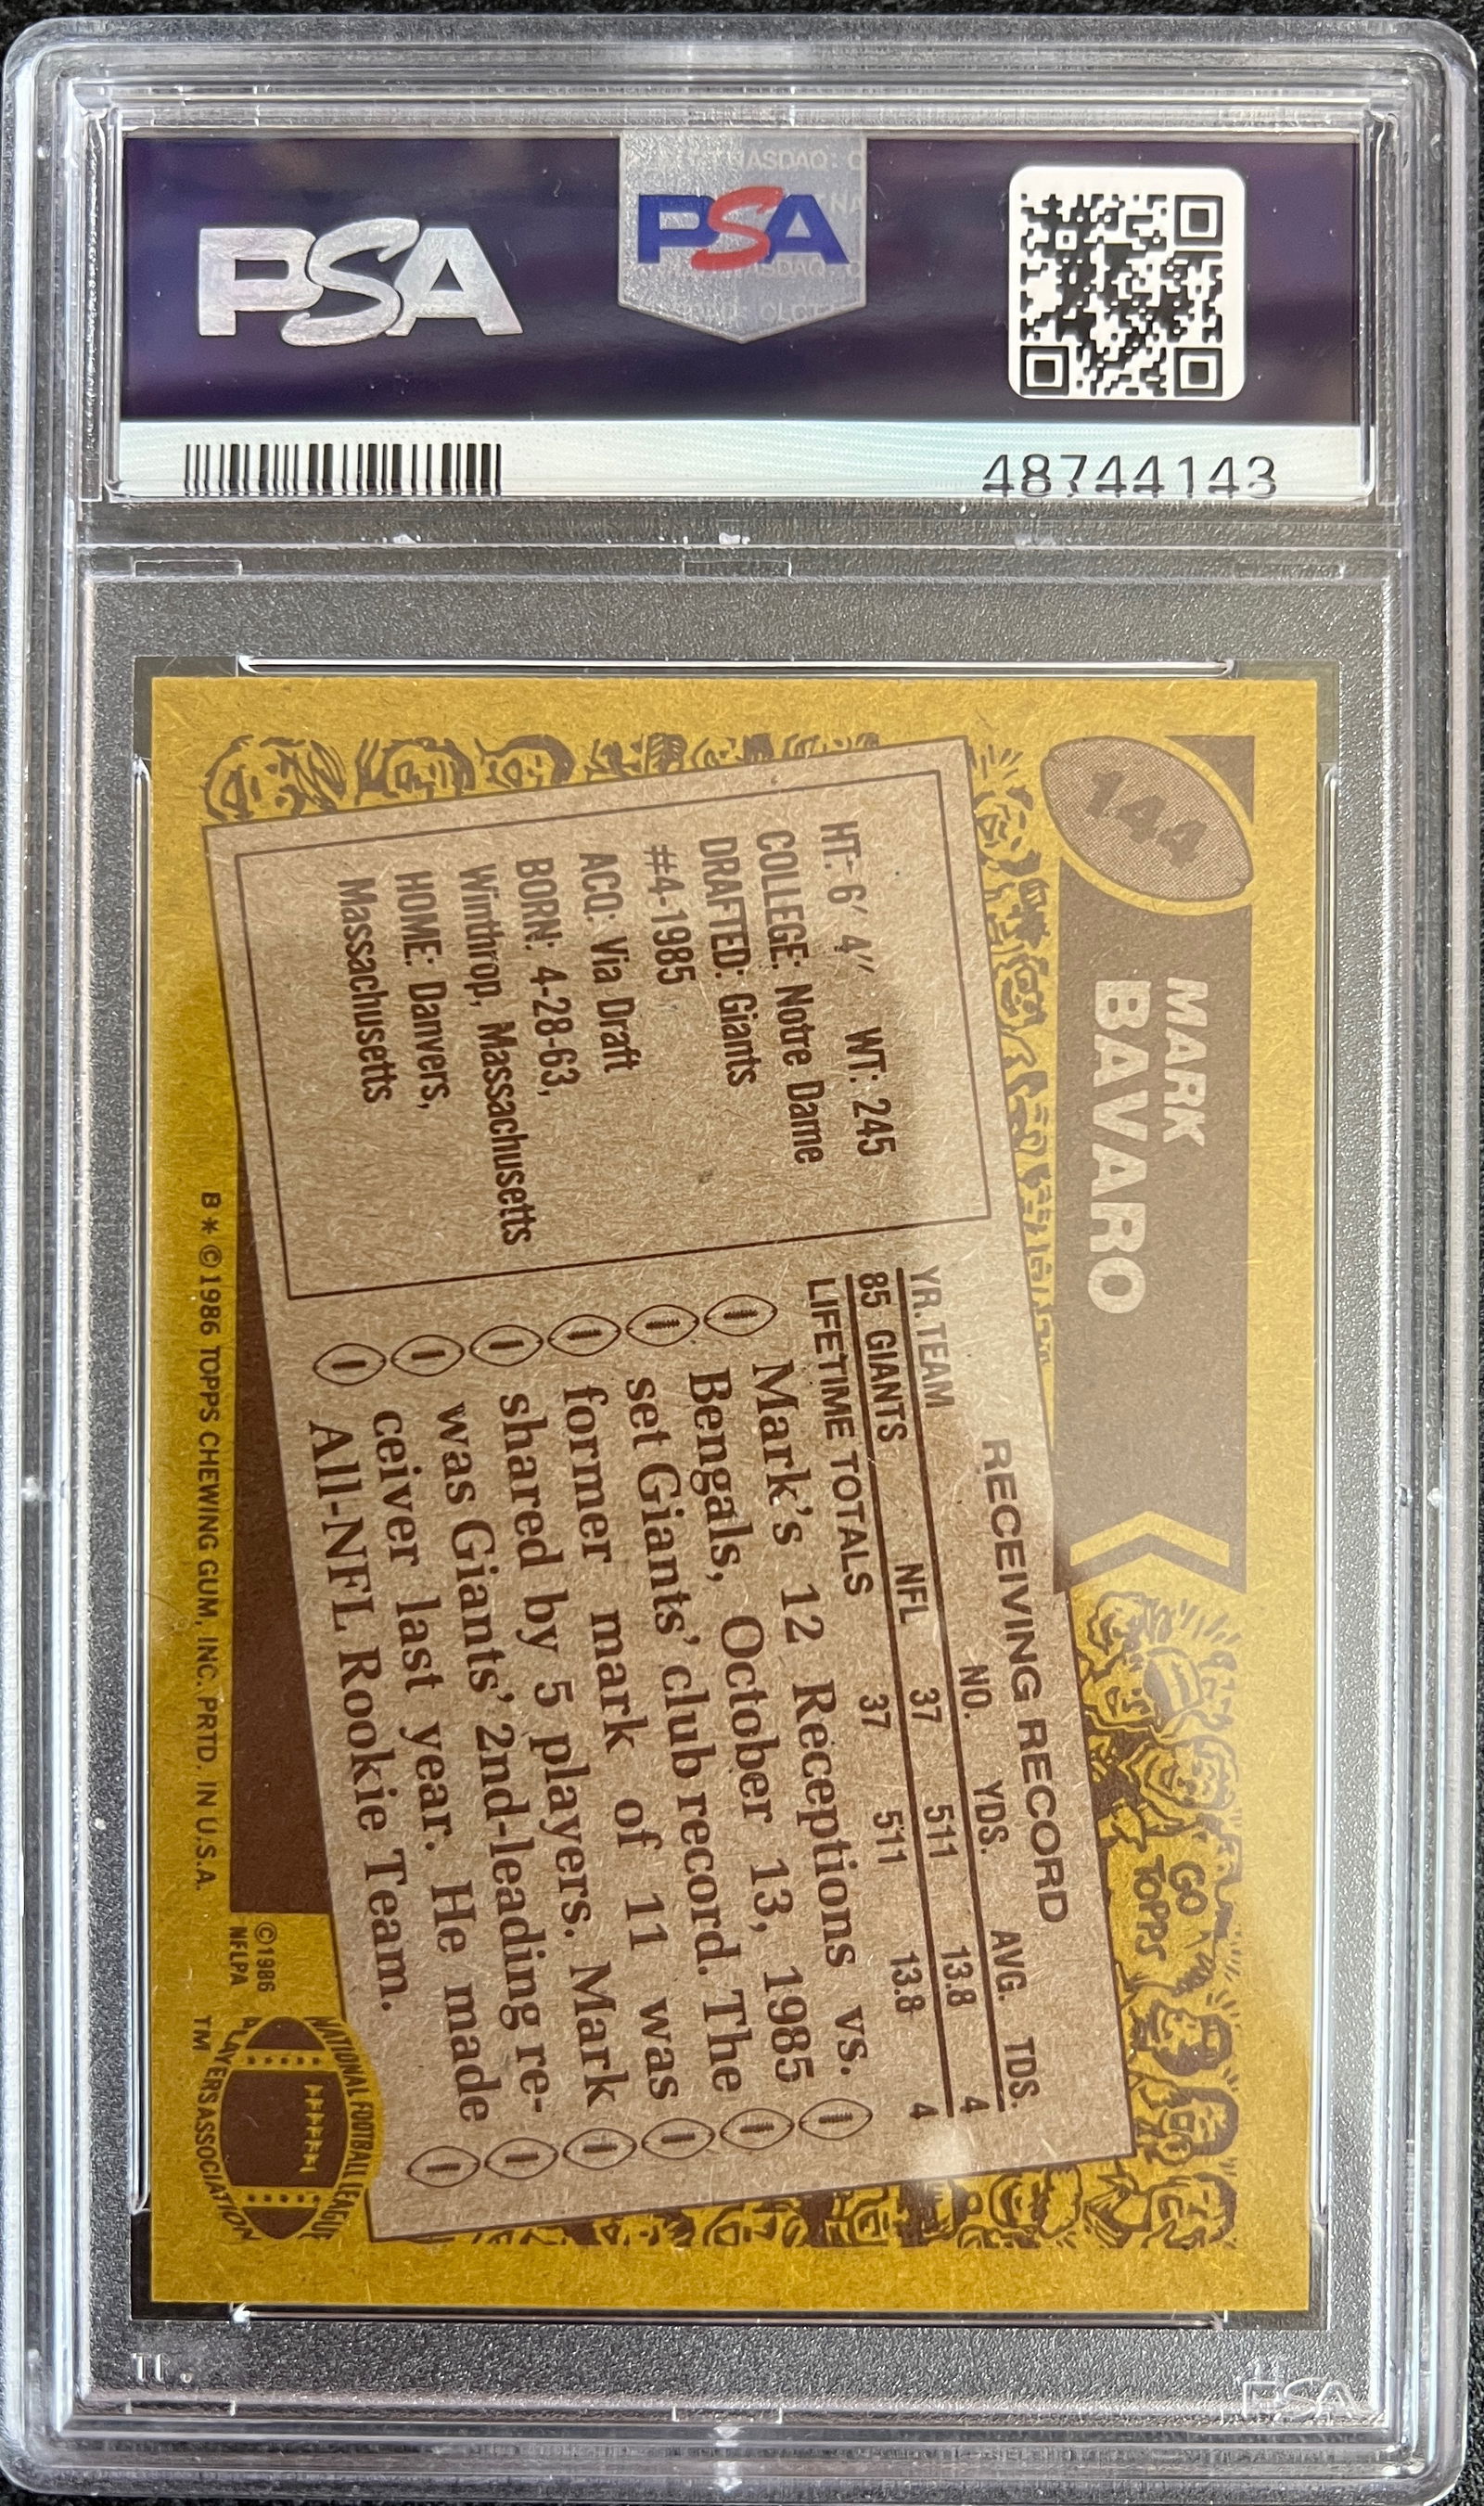 PSA
PSA
48744143
144
MARK
BAVARO
HT: 6' 4" WT: 245
COLLEGE: Notre Dame
DRAFTED: Giants
#4-1985
ACQ: Via Draft
BORN: 4-28-63,
Winthrop, Massachusetts
HOME: Danvers,
Massachusetts
GO
TOPPS
RECEIVING RECORD
YR. TEAM NFL NO. YDS. AVG. TDS.
85 GIANTS 37 511 13.8 4
LIFETIME TOTALS 37 511 13.8 4
Mark's 12 Receptions vs.
Bengals, October 13, 1985
set Giants' club record. The
former mark of 11 was
shared by 5 players. Mark
was Giants' 2nd-leading re-
ceiver last year. He made
All-NFL Rookie Team.
B * ©1986 TOPPS CHEWING GUM, INC. PRTD. IN U.S.A.
©1986
NFLPA
NATIONAL FOOTBALL LEAGUE
PLAYERS ASSOCIATION
TM
PSA